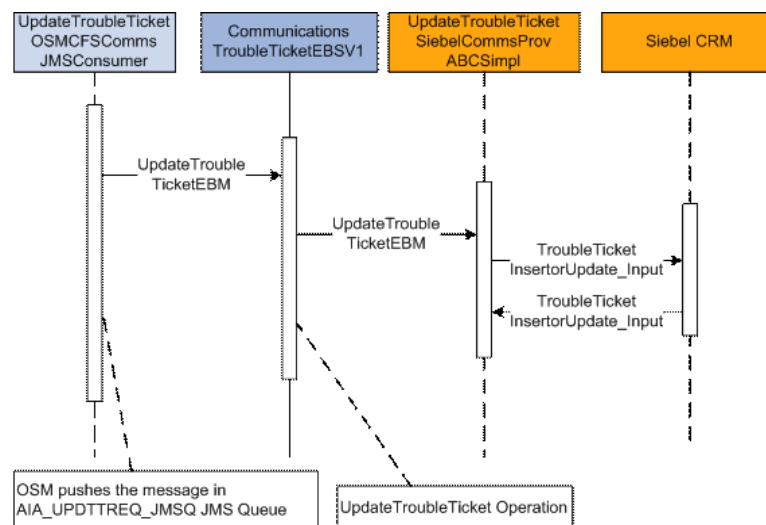 UpdateTroubleTicket
OSMCFSComms
JMSConsumer
Communications
TroubleTicketEBSV1
UpdateTroubleTicket
SiebelCommsProv
ABCSimpl
Siebel CRM
UpdateTrouble
TicketEBM
UpdateTrouble
TicketEBM
TroubleTicket
InsertorUpdate_Input
TroubleTicket
InsertorUpdate_Input
OSM pushes the message in
AIA_UPDTTREQ_JMSQ JMS Queue
UpdateTroubleTicket Operation